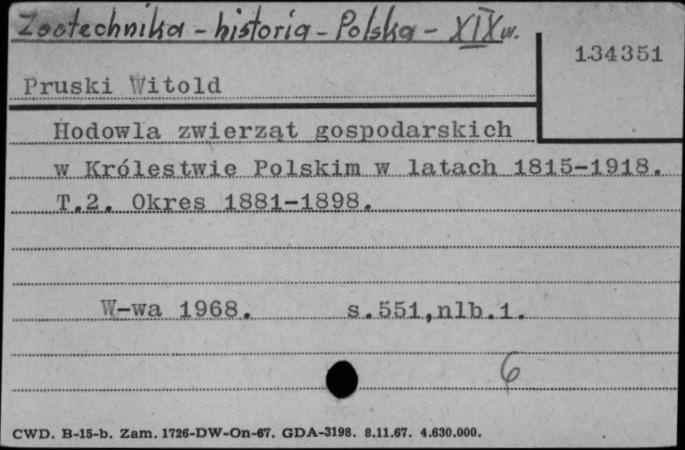 Zootechnika - historia - Polska - XIX w.
134351
Pruski Witold
Hodowla zwierząt gospodarskich
w Królestwie Polskim w latach 1815-1918.
T.2. Okres 1881-1898.
W-wa 1968. s.551,nlb.1.
6
CWD. B-15-b. Zam. 1726-DW-On-67. GDA-3198. 8.11.67. 4.630.000.